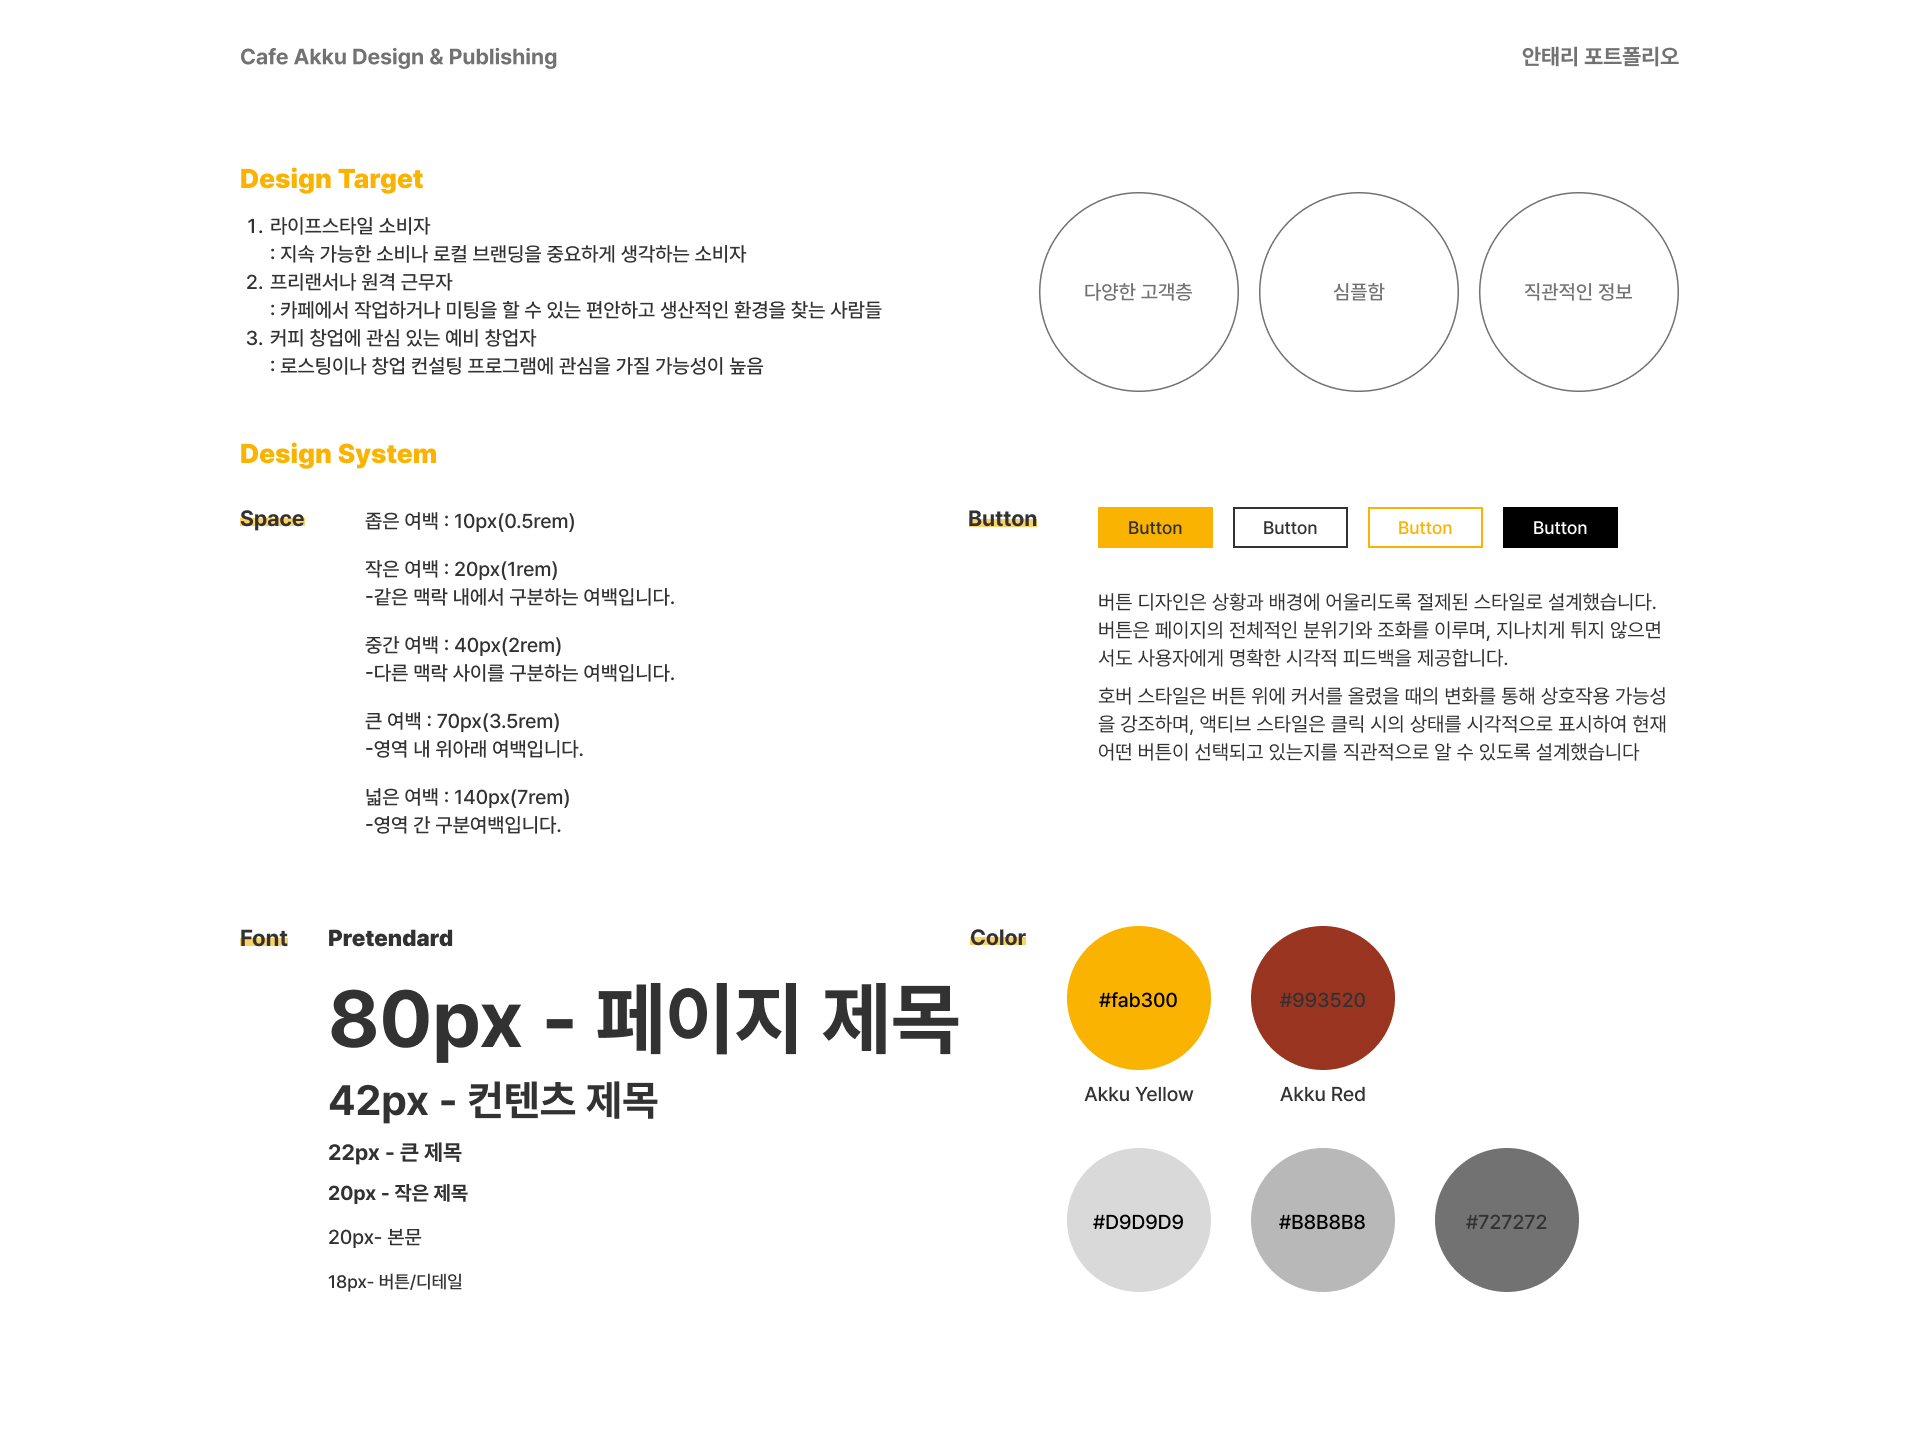 Cafe Akku Design & Publishing
안태리 포트폴리오
Design Target
1. 라이프스타일 소비자
: 지속 가능한 소비나 로컬 브랜딩을 중요하게 생각하는 소비자
2. 프리랜서나 원격 근무자
: 카페에서 작업하거나 미팅을 할 수 있는 편안하고 생산적인 환경을 찾는 사람들
3. 커피 창업에 관심 있는 예비 창업자
: 로스팅이나 창업 컨설팅 프로그램에 관심을 가질 가능성이 높음
다양한 고객층
심플함
직관적인 정보
Design System
Space
좁은 여백 : 10px(0.5rem)
작은 여백 : 20px(1rem)
-같은 맥락 내에서 구분하는 여백입니다.
중간 여백 : 40px(2rem)
-다른 맥락 사이를 구분하는 여백입니다.
큰 여백 : 70px(3.5rem)
-영역 내 위아래 여백입니다.
넓은 여백 : 140px(7rem)
-영역 간 구분여백입니다.
Button
Button
Button
Button
Button
버튼 디자인은 상황과 배경에 어울리도록 절제된 스타일로 설계했습니다.
버튼은 페이지의 전체적인 분위기와 조화를 이루며, 지나치게 튀지 않으면
서도 사용자에게 명확한 시각적 피드백을 제공합니다.
호버 스타일은 버튼 위에 커서를 올렸을 때의 변화를 통해 상호작용 가능성
을 강조하며, 액티브 스타일은 클릭 시의 상태를 시각적으로 표시하여 현재
어떤 버튼이 선택되고 있는지를 직관적으로 알 수 있도록 설계했습니다
Font
Pretendard
80px - 페이지 제목
42px - 컨텐츠 제목
22px - 큰 제목
20px - 작은 제목
20px- 본문
18px- 버튼/디테일
Color
#fab300
#993520
Akku Yellow
Akku Red
#D9D9D9
#B8B8B8
#727272